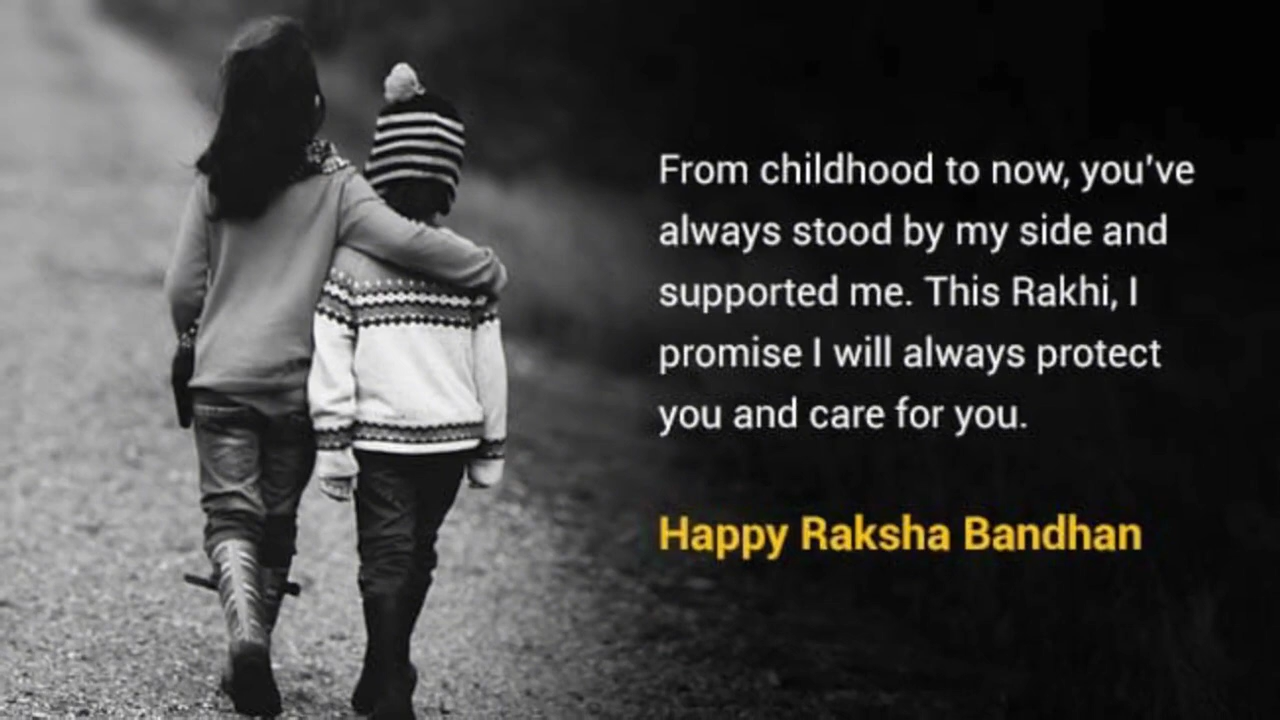 From childhood to now, you've
always stood by my side and
supported me. This Rakhi, I
promise I will always protect
you and care for you.
Happy Raksha Bandhan